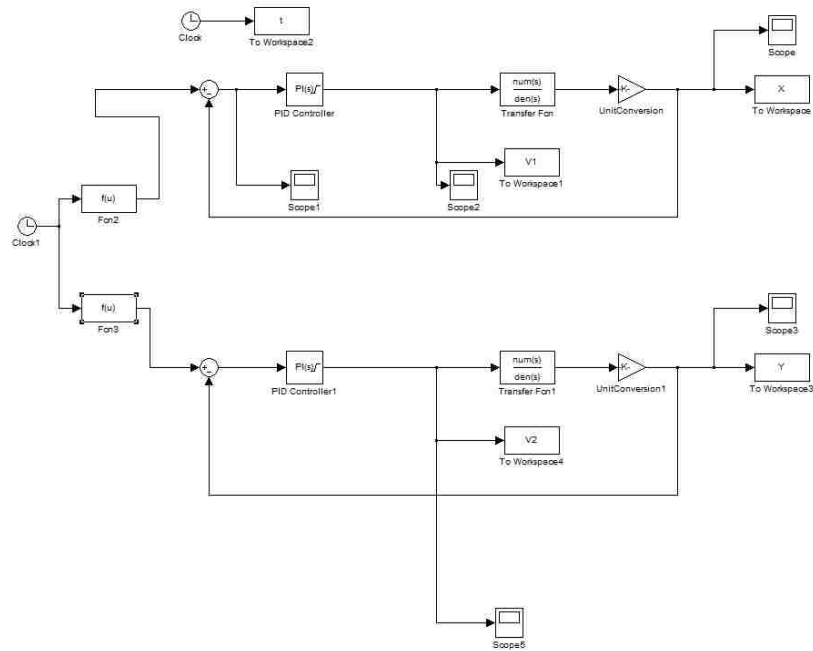 Clock
t
To Workspace2
Scope
+
-
PI(s)
PID Controller
num(s)
den(s)
Transfer Fcn
-K-
UnitConversion
X
To Workspace
V1
To Workspace1
Scope1
Scope2
f(u)
Fcn2
Clock1
f(u)
Fcn3
Scope3
+
-
PI(s)
PID Controller1
num(s)
den(s)
Transfer Fcn1
-K-
UnitConversion1
Y
To Workspace3
V2
To Workspace4
Scope5